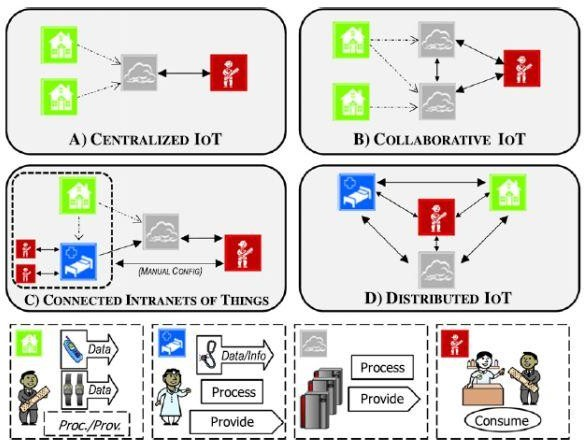 A) CENTRALIZED IOT
B) COLLABORATIVE IOT
(MANUAL CONFIG)
C) CONNECTED INTRANETS OF THINGS
D) DISTRIBUTED IOT
Data
Data
Proc./Prov.
Data/Info
Process
Provide
Process
Provide
Consume